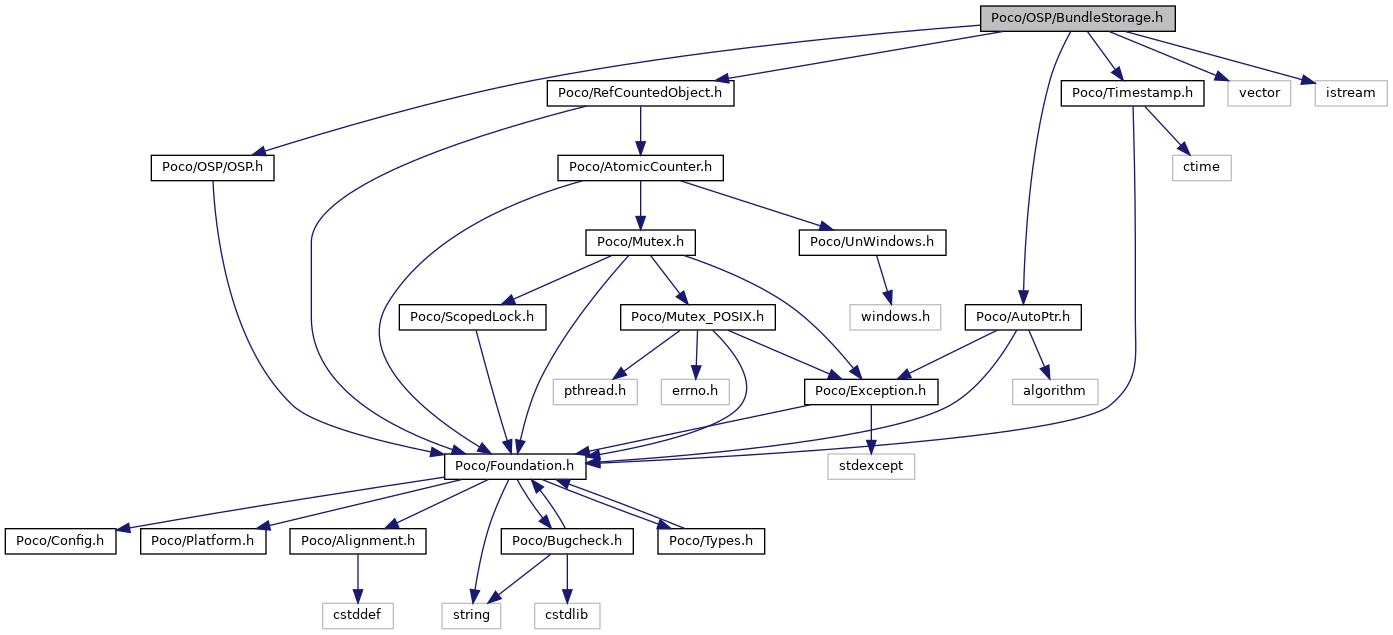 Poco/OSP/BundleStorage.h
Poco/RefCountedObject.h
Poco/Timestamp.h
vector
istream
Poco/OSP/OSP.h
Poco/AtomicCounter.h
ctime
Poco/Mutex.h
Poco/UnWindows.h
Poco/ScopedLock.h
Poco/Mutex_POSIX.h
windows.h
Poco/AutoPtr.h
pthread.h
errno.h
Poco/Exception.h
algorithm
Poco/Foundation.h
stdexcept
Poco/Config.h
Poco/Platform.h
Poco/Alignment.h
Poco/Bugcheck.h
Poco/Types.h
cstddef
string
cstdlib